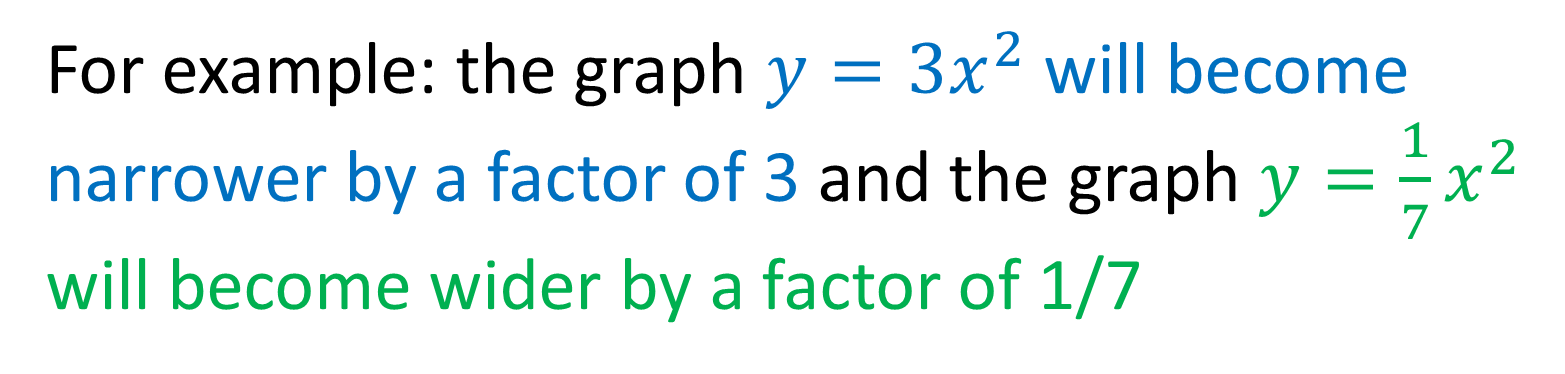 For example: the graph y = 3x² will become
narrower by a factor of 3 and the graph y = 1/7 x²
will become wider by a factor of 1/7